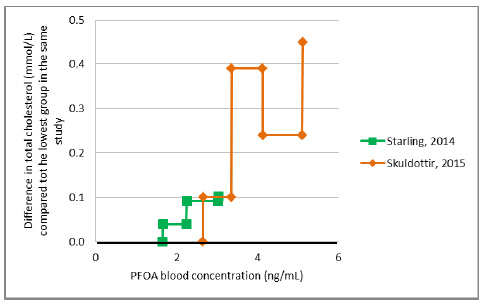 Difference in total cholesterol (mmol/L)
compared tot he lowest group in the same
study
0.5
0.4
0.3
0.2
0.1
0.0
0
2
4
6
PFOA blood concentration (ng/mL)
Starling, 2014
Skuldottir, 2015